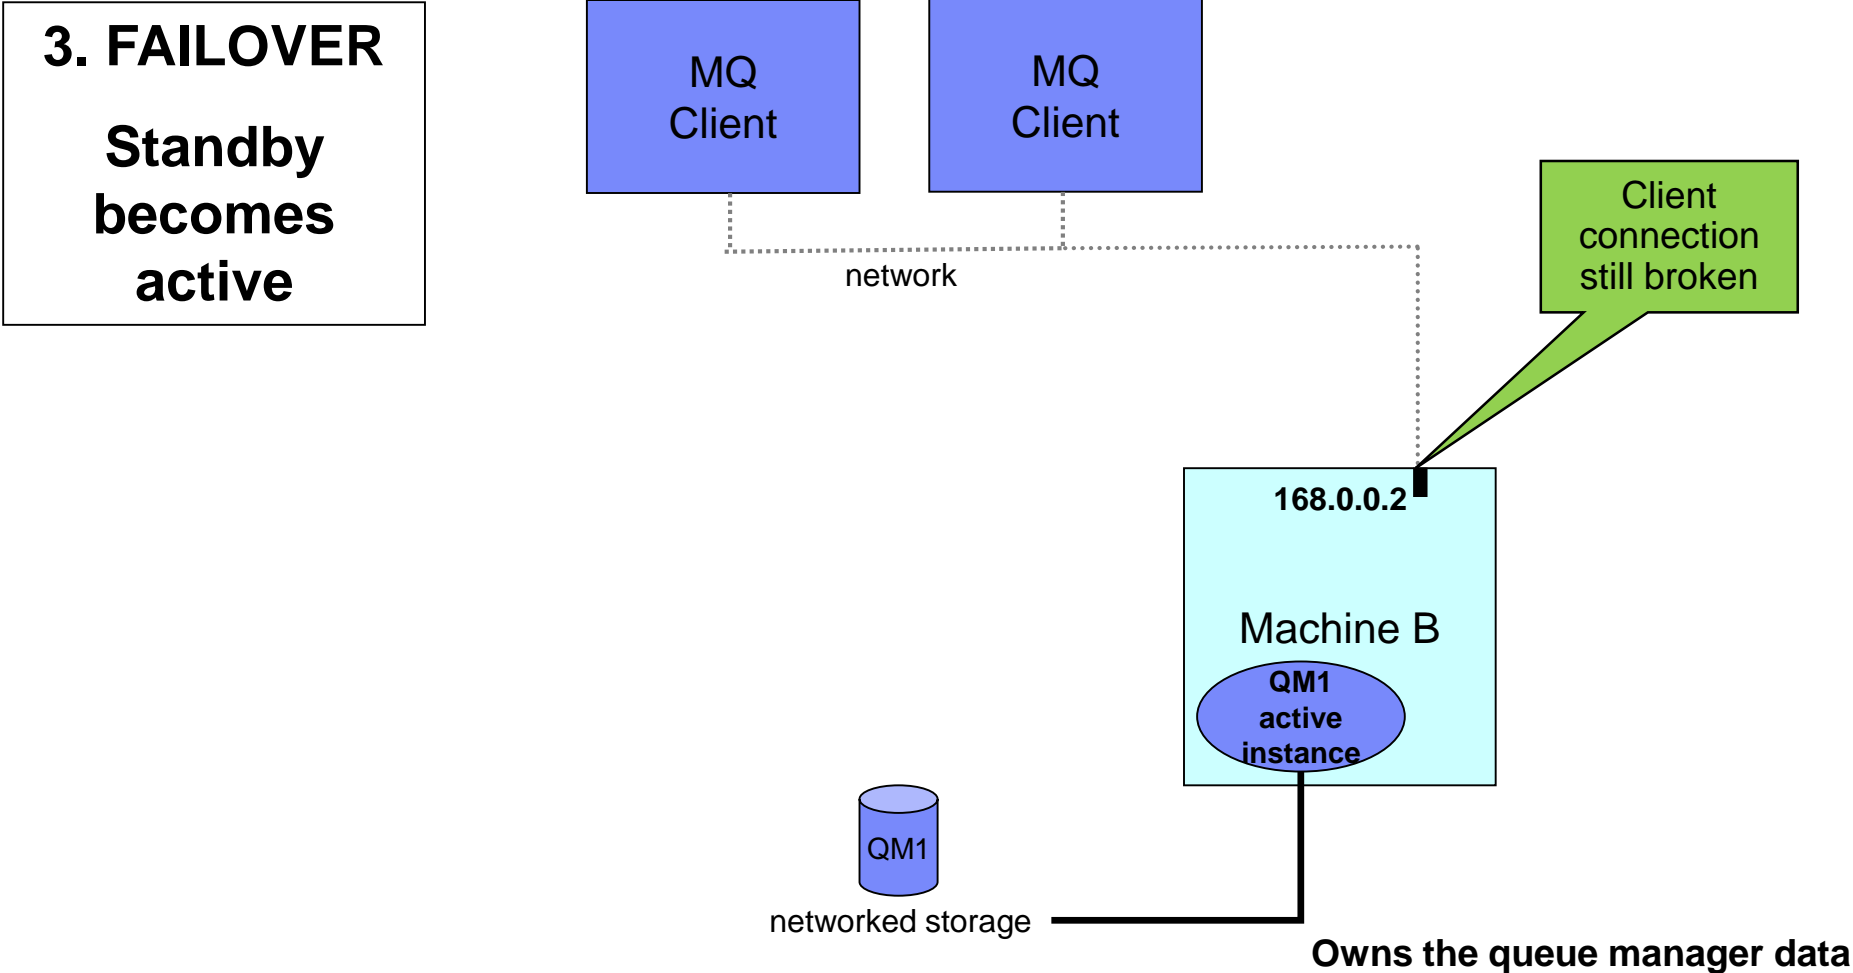 3. FAILOVER
Standby
becomes
active
MQ
Client
MQ
Client
network
Client
connection
still broken
168.0.0.2
Machine B
QM1
active
instance
QM1
networked storage
Owns the queue manager data